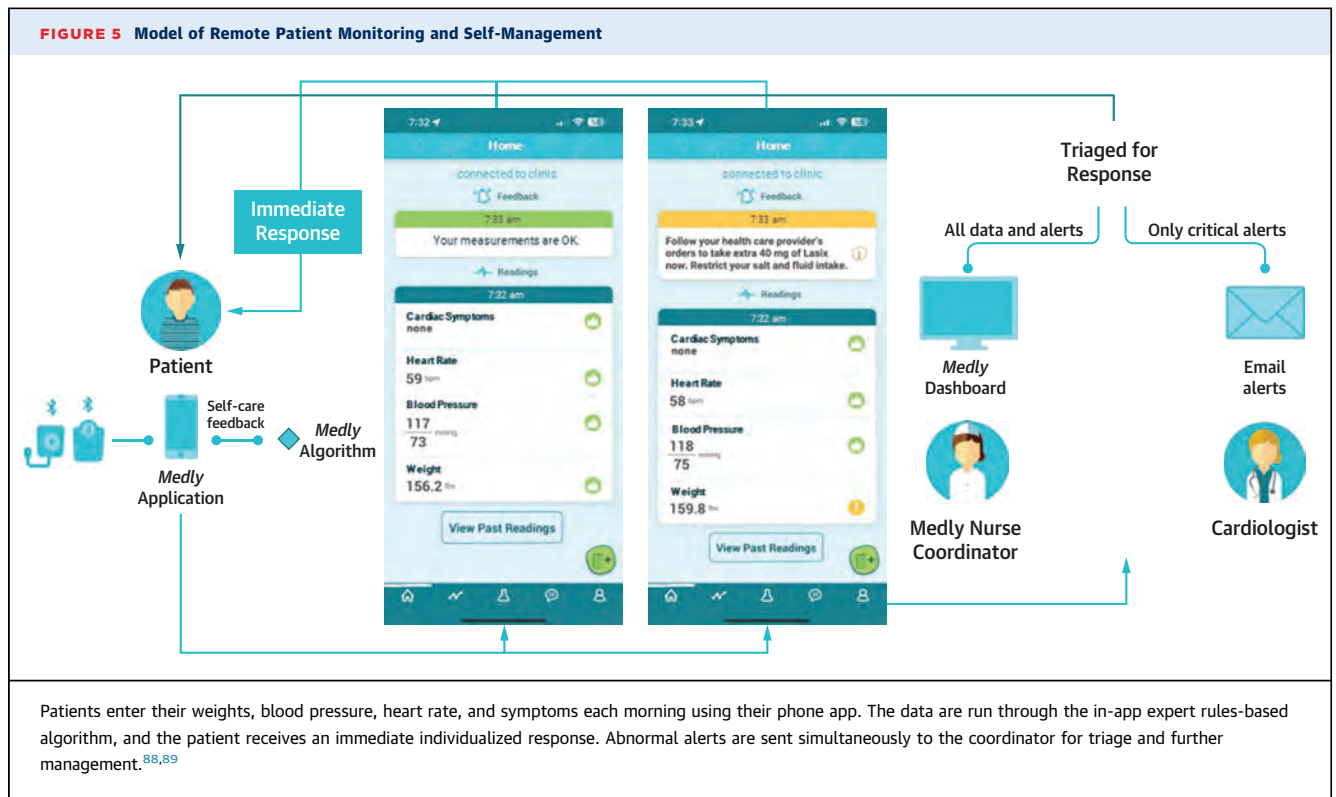 FIGURE 5 Model of Remote Patient Monitoring and Self-Management
Immediate
Response
Patient
Self-care
feedback
Medly
Algorithm
Medly
Application
7:32
Home
connected to clinic
Feedback
7:33 am
Your measurements are OK.
Readings
7:32 am
Cardiac Symptoms
none
Heart Rate
59 bpm
Blood Pressure
117
73 mmHg
Weight
156.2 lbs
View Past Readings
7:33
Home
connected to clinic
Feedback
7:33 am
Follow your health care provider's
orders to take extra 40 mg of Lasix
now. Restrict your salt and fluid intake.
Readings
7:32 am
Cardiac Symptoms
none
Heart Rate
58 bpm
Blood Pressure
118
75 mmHg
Weight
159.8 lbs
View Past Readings
Triaged for
Response
All data and alerts
Only critical alerts
Medly
Dashboard
Email
alerts
Medly Nurse
Coordinator
Cardiologist
Patients enter their weights, blood pressure, heart rate, and symptoms each morning using their phone app. The data are run through the in-app expert rules-based
algorithm, and the patient receives an immediate individualized response. Abnormal alerts are sent simultaneously to the coordinator for triage and further
management.88,89